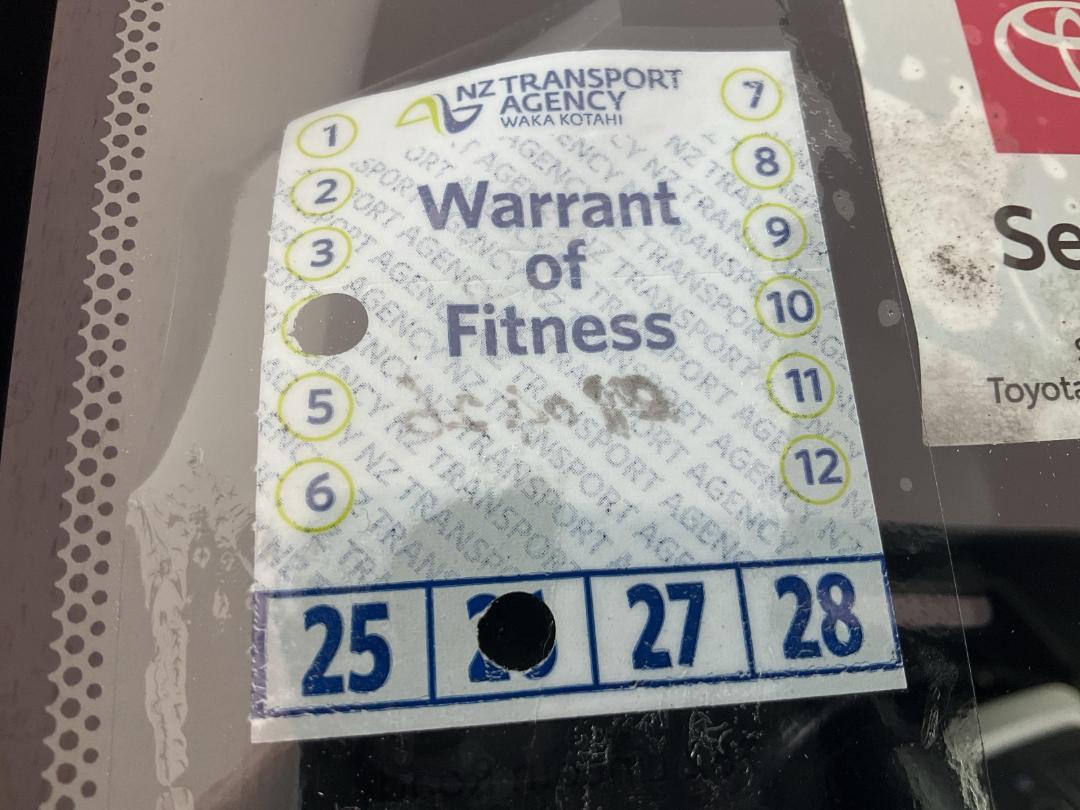 NZ TRANSPORT
AGENCY
WAKA KOTAHI
Warrant
of
Fitness
1
2
3
5
6
7
8
9
10
11
12
25 27 28
Se
Toyota